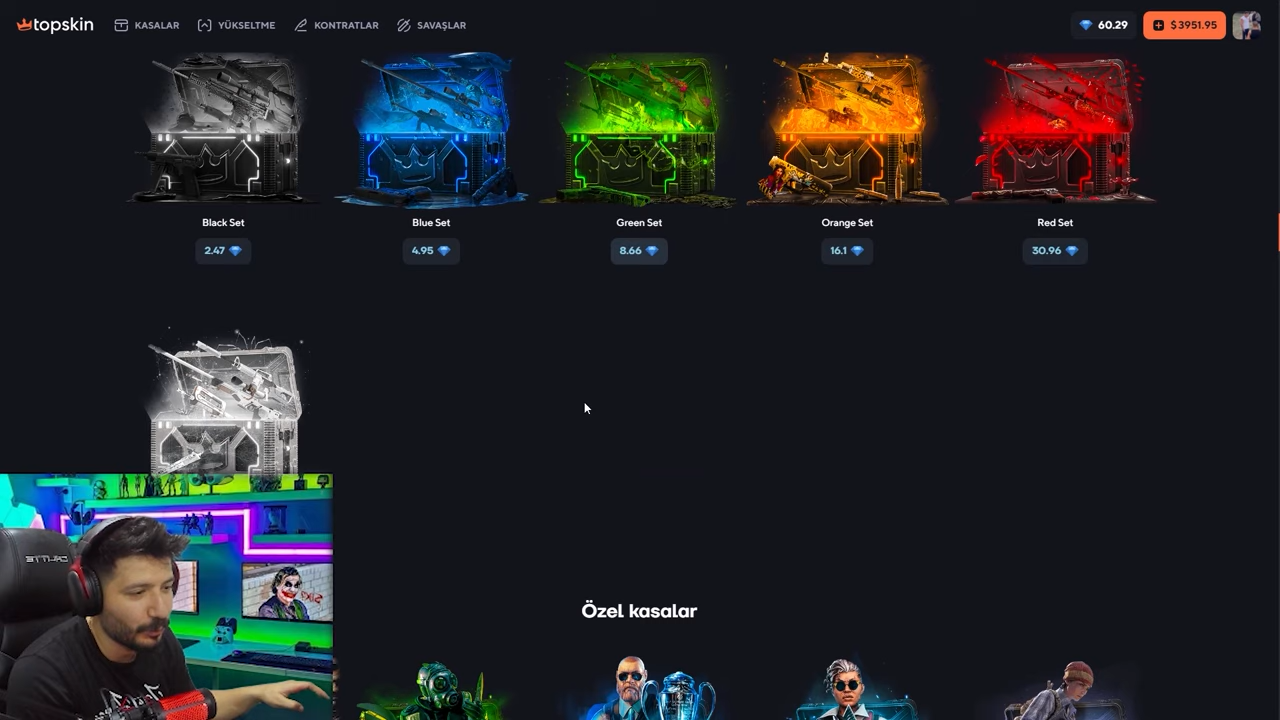 topskin
KASALAR
YÜKSELTME
KONTRATLAR
SAVAŞLAR
60.29
$3951.95
Black Set
Blue Set
Green Set
Orange Set
Red Set
2.47
4.95
8.66
16.1
30.96
Özel kasalar